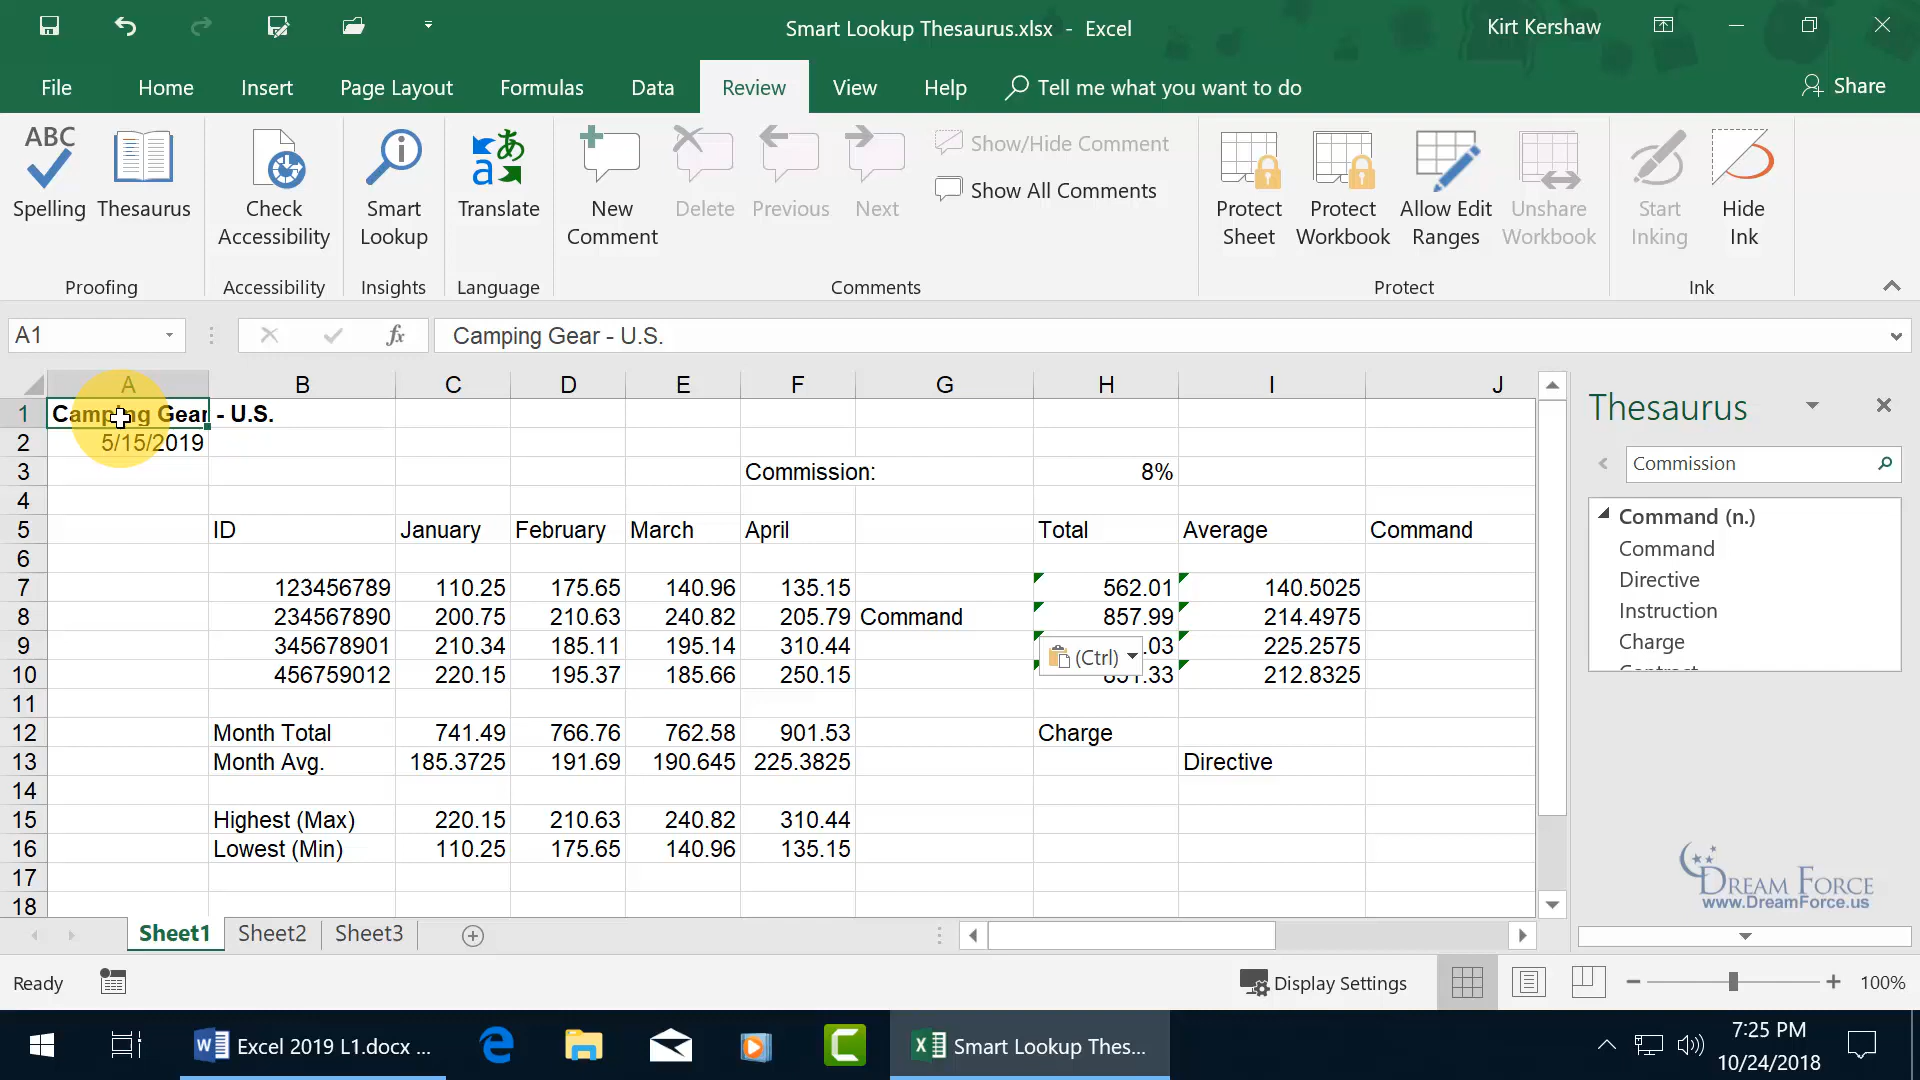 Smart Lookup Thesaurus.xlsx - Excel
Kirt Kershaw
File Home Insert Page Layout Formulas Data Review View Help Tell me what you want to do Share
ABC
Spelling Thesaurus
Check Accessibility
Smart Lookup
a あ
Translate
New Comment
Delete Previous Next
Show/Hide Comment
Show All Comments
Protect Sheet
Protect Workbook
Allow Edit Ranges
Unshare Workbook
Start Inking
Hide Ink
Proofing Accessibility Insights Language Comments Protect Ink
A1 fx Camping Gear - U.S.
A B C D E F G H I J
1 Camping Gear - U.S.
2 5/15/2019
3 Commission: 8%
4
5 ID January February March April Total Average Command
6
7 123456789 110.25 175.65 140.96 135.15 562.01 140.5025
8 234567890 200.75 210.63 240.82 205.79 Command 857.99 214.4975
9 345678901 210.34 185.11 195.14 310.44 .03 225.2575
(Ctrl)
10 456759012 220.15 195.37 185.66 250.15 851.33 212.8325
11
12 Month Total 741.49 766.76 762.58 901.53 Charge
13 Month Avg. 185.3725 191.69 190.645 225.3825 Directive
14
15 Highest (Max) 220.15 210.63 240.82 310.44
16 Lowest (Min) 110.25 175.65 140.96 135.15
17
18
Thesaurus
Commission
Command (n.)
Command
Directive
Instruction
Charge
Contract
DREAM FORCE
www.DreamForce.us
Sheet1 Sheet2 Sheet3
Ready
Display Settings
100%
W Excel 2019 L1.docx ...
Smart Lookup Thes...
7:25 PM
10/24/2018